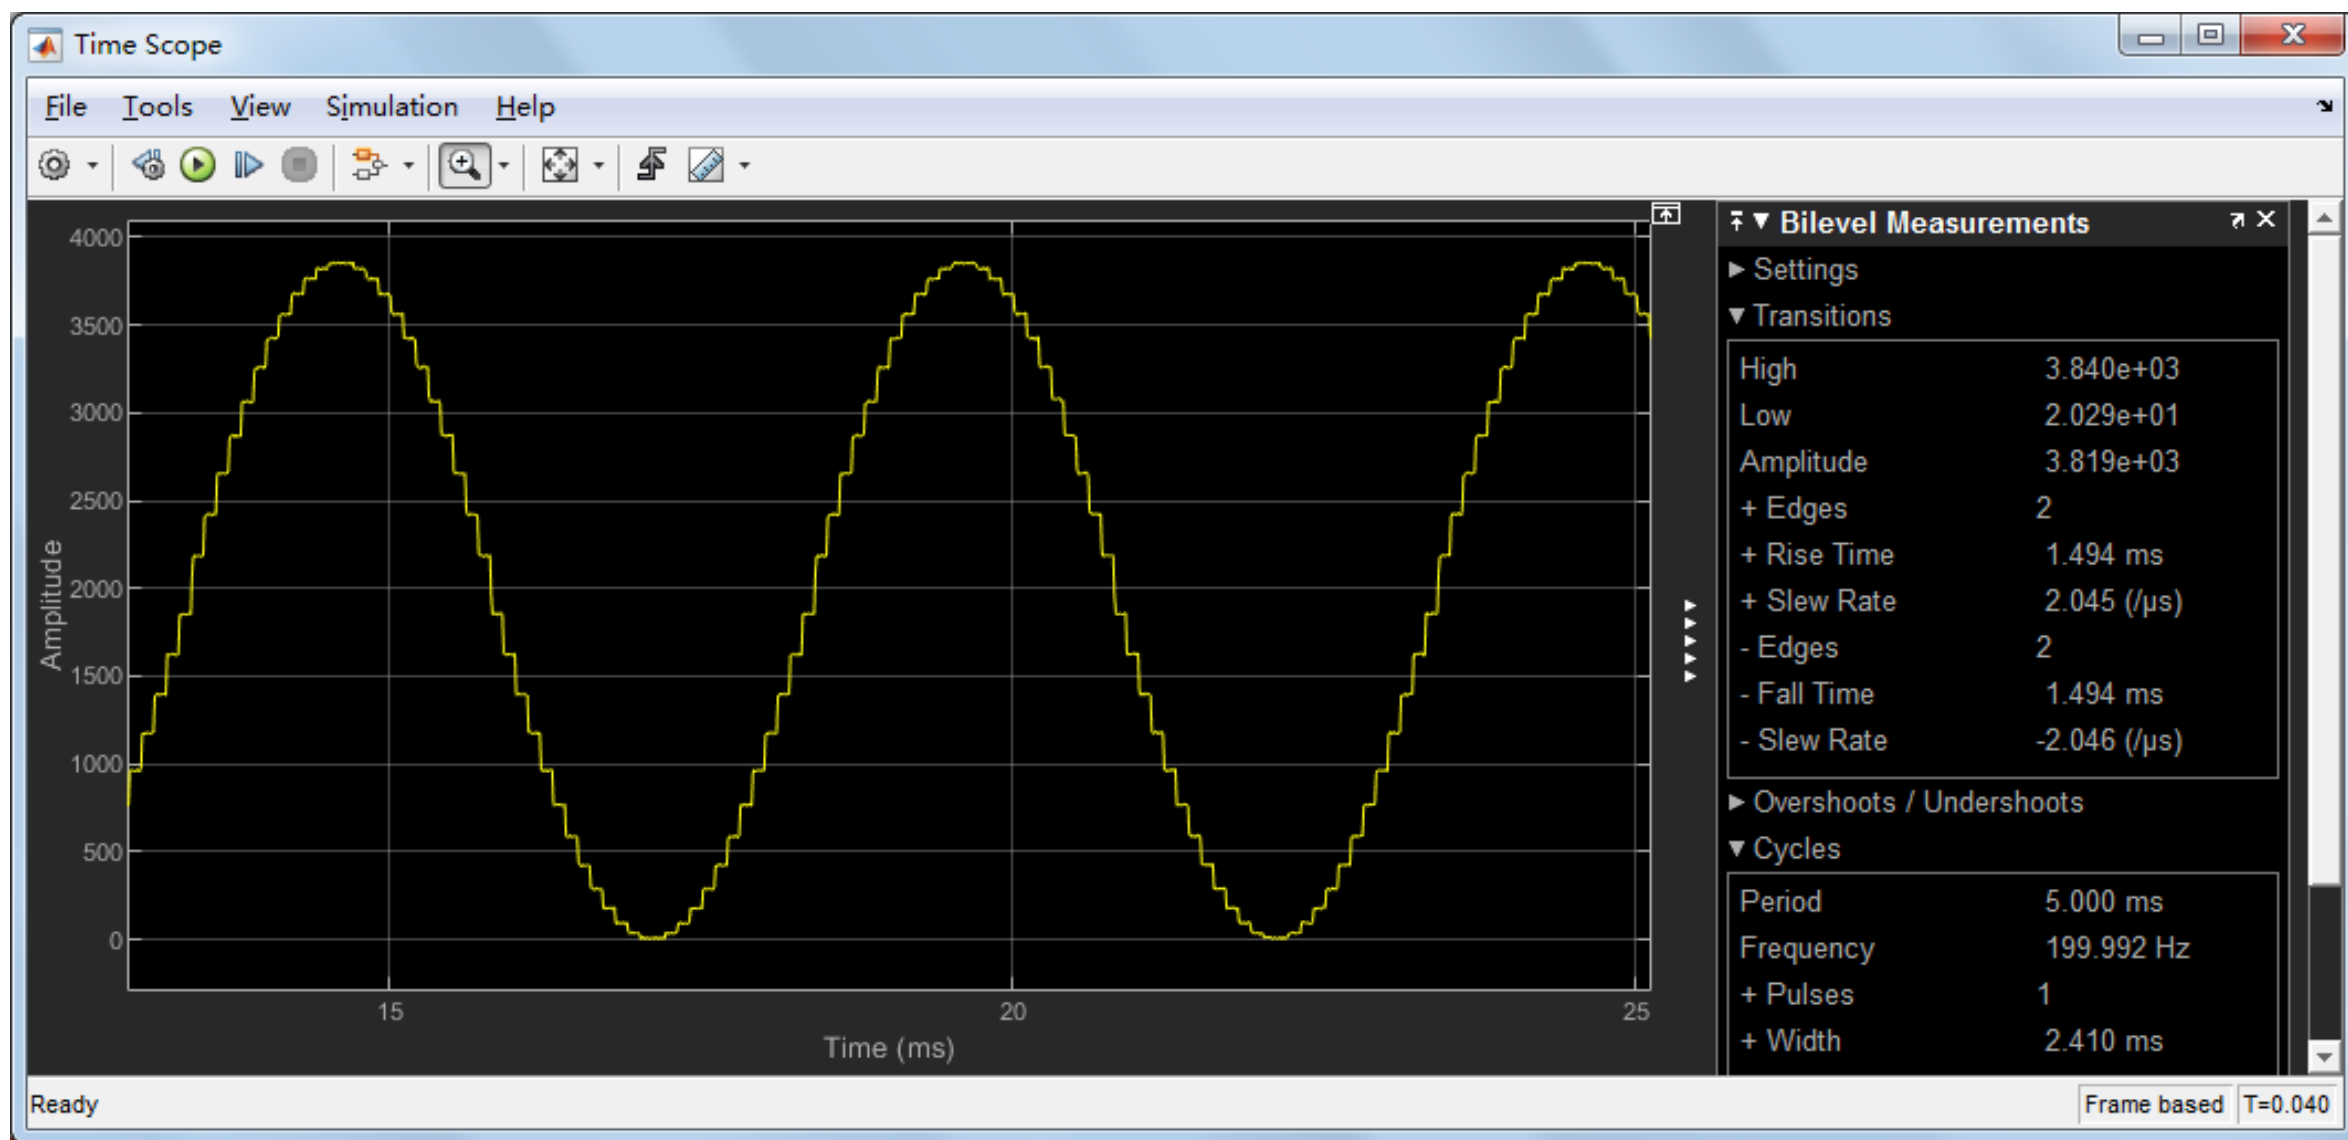 Time Scope
File Tools View Simulation Help
4000
3500
3000
2500
2000
1500
1000
500
0
Amplitude
15 20 25
Time (ms)
Bilevel Measurements
Settings
Transitions
High 3.840e+03
Low 2.029e+01
Amplitude 3.819e+03
+ Edges 2
+ Rise Time 1.494 ms
+ Slew Rate 2.045 (/µs)
- Edges 2
- Fall Time 1.494 ms
- Slew Rate -2.046 (/µs)
Overshoots / Undershoots
Cycles
Period 5.000 ms
Frequency 199.992 Hz
+ Pulses 1
+ Width 2.410 ms
Ready
Frame based T=0.040